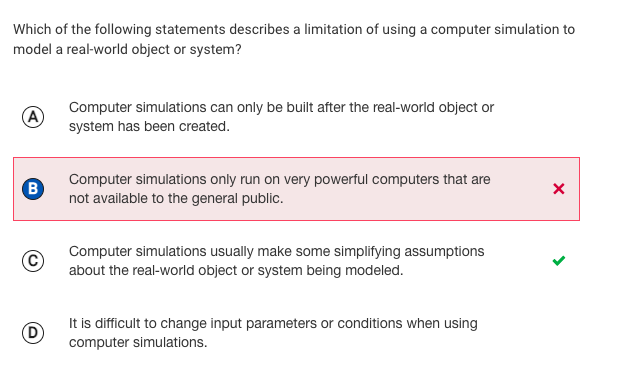 Which of the following statements describes a limitation of using a computer simulation to
model a real-world object or system?
A
Computer simulations can only be built after the real-world object or
system has been created.
B
Computer simulations only run on very powerful computers that are
not available to the general public.
C
Computer simulations usually make some simplifying assumptions
about the real-world object or system being modeled.
D
It is difficult to change input parameters or conditions when using
computer simulations.